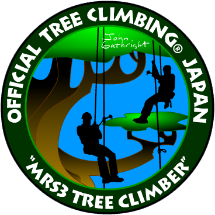 OFFICIAL TREE CLIMBING® JAPAN
John
Gathright
"MRS3 TREE CLIMBER"